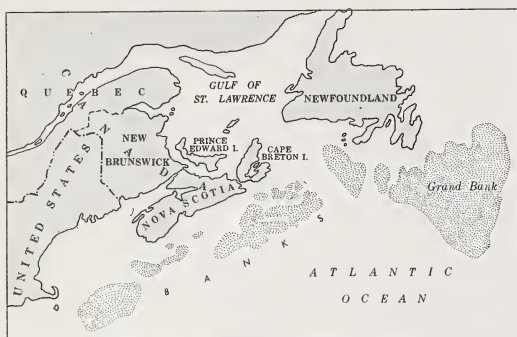 QUEBEC
CANADA
GULF OF
ST. LAWRENCE
NEWFOUNDLAND
NEW
BRUNSWICK
PRINCE
EDWARD I.
CAPE
BRETON I.
UNITED STATES
NOVA SCOTIA
Grand Bank
BANKS
ATLANTIC
OCEAN